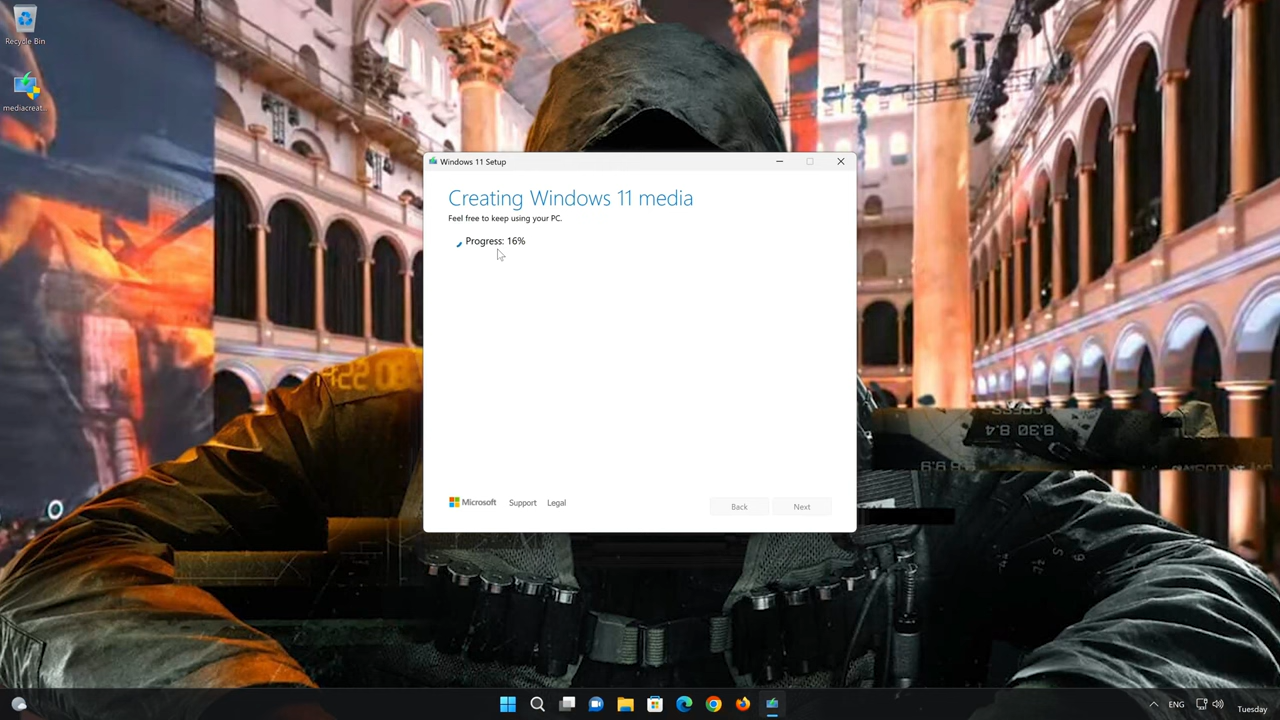 Recycle Bin
mediacreat...
Windows 11 Setup
Creating Windows 11 media
Feel free to keep using your PC.
Progress: 16%
Microsoft
Support
Legal
Back
Next
ENG
Tuesday